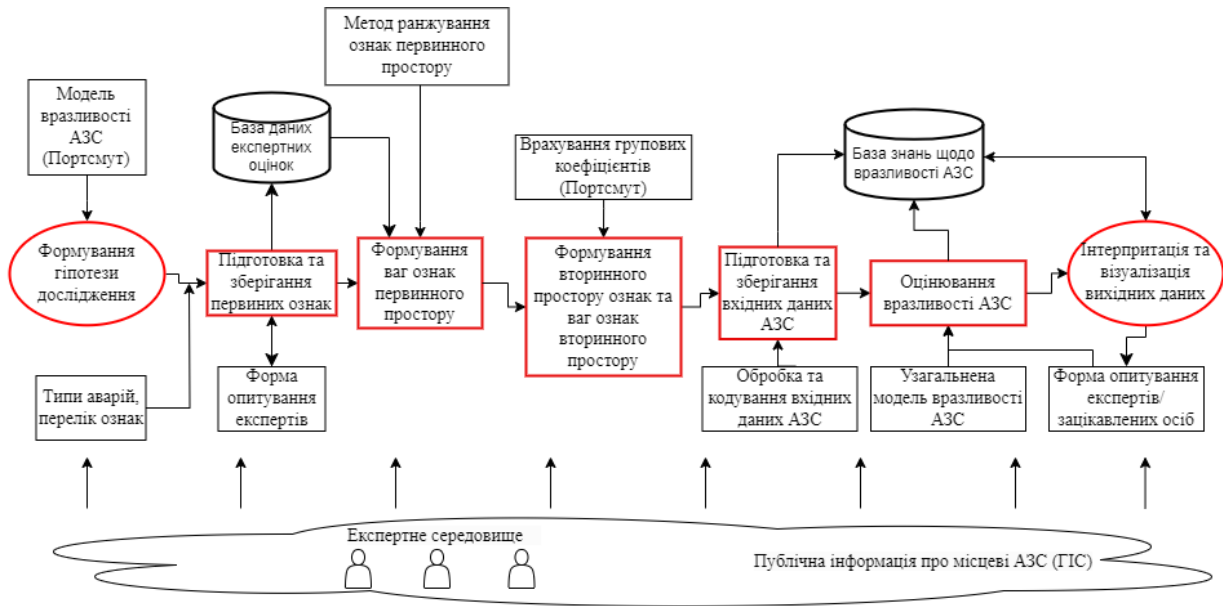 Метод ранжування
ознак первинного
простору
Модель
вразливості
АЗС
(Портсмут)
База даних
експертних
оцінок
Врахування групових
коефіцієнтів
(Портсмут)
База знань щодо
вразливості АЗС
Формування
гіпотези
дослідження
Підготовка та
зберігання
первиних ознак
Формування
ваг ознак
первинного
простору
Формування
вторинного
простору ознак та
ваг ознак
вторинного
простору
Підготовка та
зберігання
вхідних даних
АЗС
Оцінювання
вразливості АЗС
Інтерпритація та
візуалізація
вихідних даних
Типи аварій,
перелік ознак
Форма
опитування
експертів
Обробка та
кодування вхідних
даних АЗС
Узагальнена
модель вразливості
АЗС
Форма опитування
експертів/
зацікавлених осіб
Експертне середовище
Публічна інформація про місцеві АЗС (ГІС)